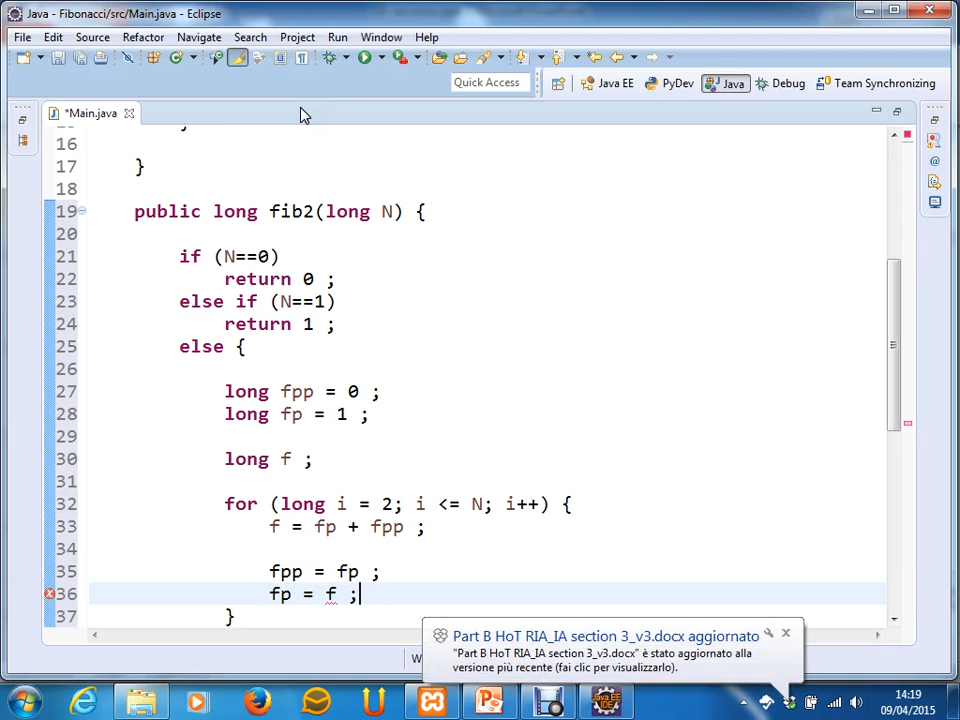 Java - Fibonacci/src/Main.java - Eclipse
File Edit Source Refactor Navigate Search Project Run Window Help
Quick Access
Java EE PyDev Java Debug Team Synchronizing
*Main.java
16
17 }
18
19 public long fib2(long N) {
20
21 if (N==0)
22 return 0 ;
23 else if (N==1)
24 return 1 ;
25 else {
26
27 long fpp = 0 ;
28 long fp = 1 ;
29
30 long f ;
31
32 for (long i = 2; i <= N; i++) {
33 f = fp + fpp ;
34
35 fpp = fp ;
36 fp = f ;
37 }
Part B HoT RIA_IA section 3_v3.docx aggiornato
"Part B HoT RIA_IA section 3_v3.docx" è stato aggiornato alla
versione più recente (fai clic per visualizzarlo).
Java EE
IDE
14:19
09/04/2015